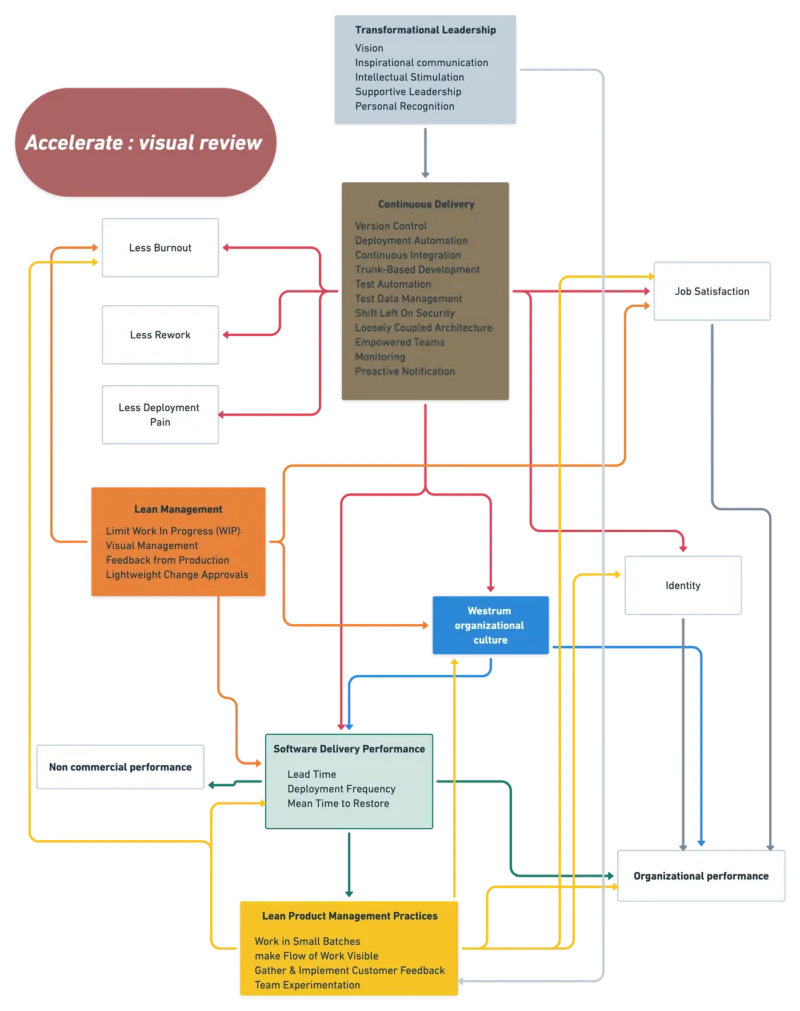 Transformational Leadership
Vision
Inspirational communication
Intellectual Stimulation
Supportive Leadership
Personal Recognition
Accelerate : visual review
Continuous Delivery
Version Control
Deployment Automation
Continuous Integration
Trunk-Based Development
Test Automation
Test Data Management
Shift Left On Security
Loosely Coupled Architecture
Empowered Teams
Monitoring
Proactive Notification
Less Burnout
Less Rework
Less Deployment
Pain
Job Satisfaction
Lean Management
Limit Work In Progress (WIP)
Visual Management
Feedback from Production
Lightweight Change Approvals
Identity
Westrum
organizational
culture
Software Delivery Performance
Lead Time
Deployment Frequency
Mean Time to Restore
Non commercial performance
Organizational performance
Lean Product Management Practices
Work in Small Batches
make Flow of Work Visible
Gather & Implement Customer Feedback
Team Experimentation